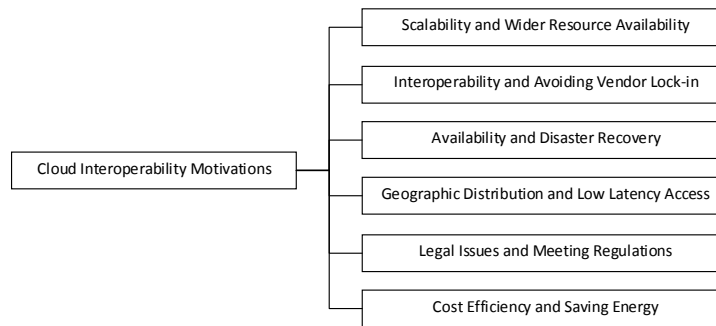 Scalability and Wider Resource Availability
Interoperability and Avoiding Vendor Lock-in
Availability and Disaster Recovery
Cloud Interoperability Motivations
Geographic Distribution and Low Latency Access
Legal Issues and Meeting Regulations
Cost Efficiency and Saving Energy